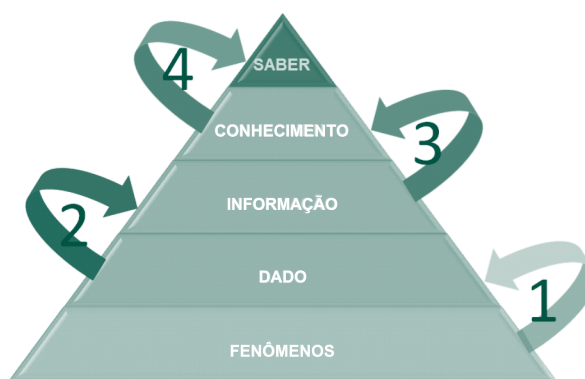 4
SABER
CONHECIMENTO
3
INFORMAÇÃO
2
DADO
1
FENÔMENOS